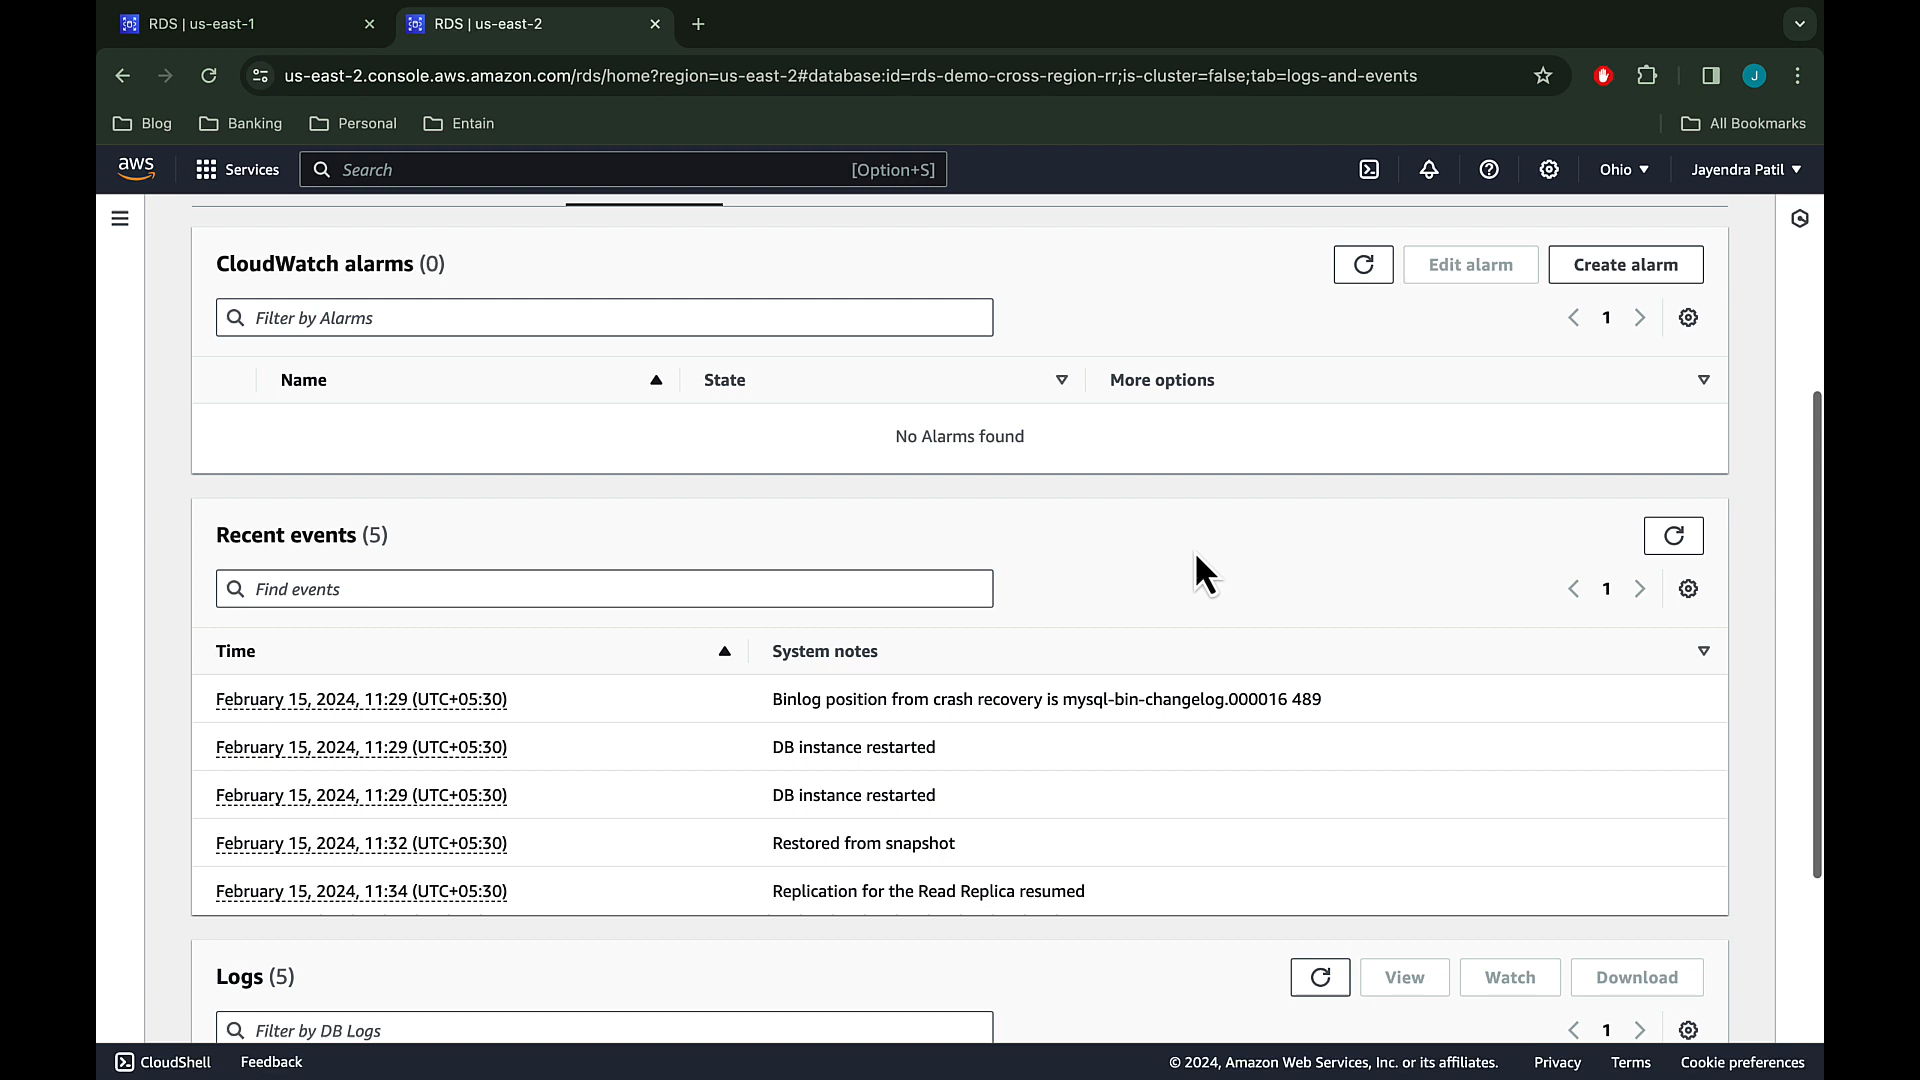 RDS | us-east-1
RDS | us-east-2
us-east-2.console.aws.amazon.com/rds/home?region=us-east-2#database:id=rds-demo-cross-region-rr;is-cluster=false;tab=logs-and-events
J
Blog
Banking
Personal
Entain
All Bookmarks
aws
Services
Search
[Option+S]
Ohio
Jayendra Patil
CloudWatch alarms (0)
Edit alarm
Create alarm
Filter by Alarms
1
Name
State
More options
No Alarms found
Recent events (5)
Find events
1
Time
System notes
February 15, 2024, 11:29 (UTC+05:30)
Binlog position from crash recovery is mysql-bin-changelog.000016 489
February 15, 2024, 11:29 (UTC+05:30)
DB instance restarted
February 15, 2024, 11:29 (UTC+05:30)
DB instance restarted
February 15, 2024, 11:32 (UTC+05:30)
Restored from snapshot
February 15, 2024, 11:34 (UTC+05:30)
Replication for the Read Replica resumed
Logs (5)
View
Watch
Download
Filter by DB Logs
1
CloudShell
Feedback
© 2024, Amazon Web Services, Inc. or its affiliates.
Privacy
Terms
Cookie preferences